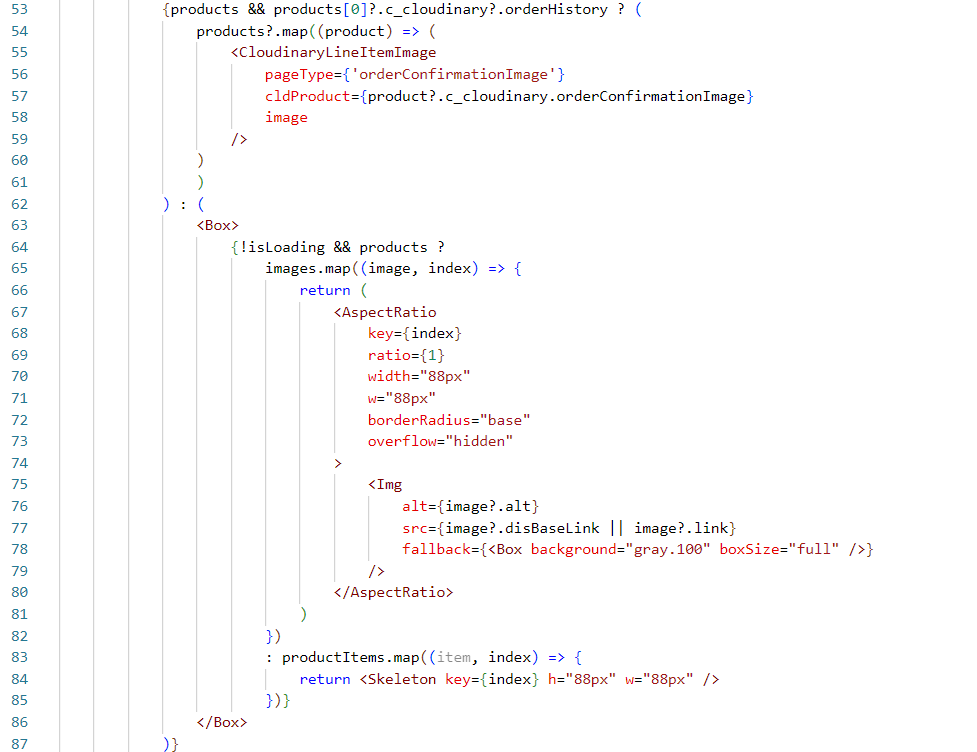 53 {products && products[0]?.c_cloudinary?.orderHistory ? (
54 products?.map((product) => (
55 <CloudinaryLineItemImage
56 pageType={'orderConfirmationImage'}
57 cldProduct={product?.c_cloudinary.orderConfirmationImage}
58 image
59 />
60 )
61 )
62 ) : (
63 <Box>
64 {!isLoading && products ?
65 images.map((image, index) => {
66 return (
67 <AspectRatio
68 key={index}
69 ratio={1}
70 width="88px"
71 w="88px"
72 borderRadius="base"
73 overflow="hidden"
74 >
75 <Img
76 alt={image?.alt}
77 src={image?.disBaseLink || image?.link}
78 fallback={<Box background="gray.100" boxSize="full" />}
79 />
80 </AspectRatio>
81 )
82 })
83 : productItems.map((item, index) => {
84 return <Skeleton key={index} h="88px" w="88px" />
85 })}
86 </Box>
87 )}